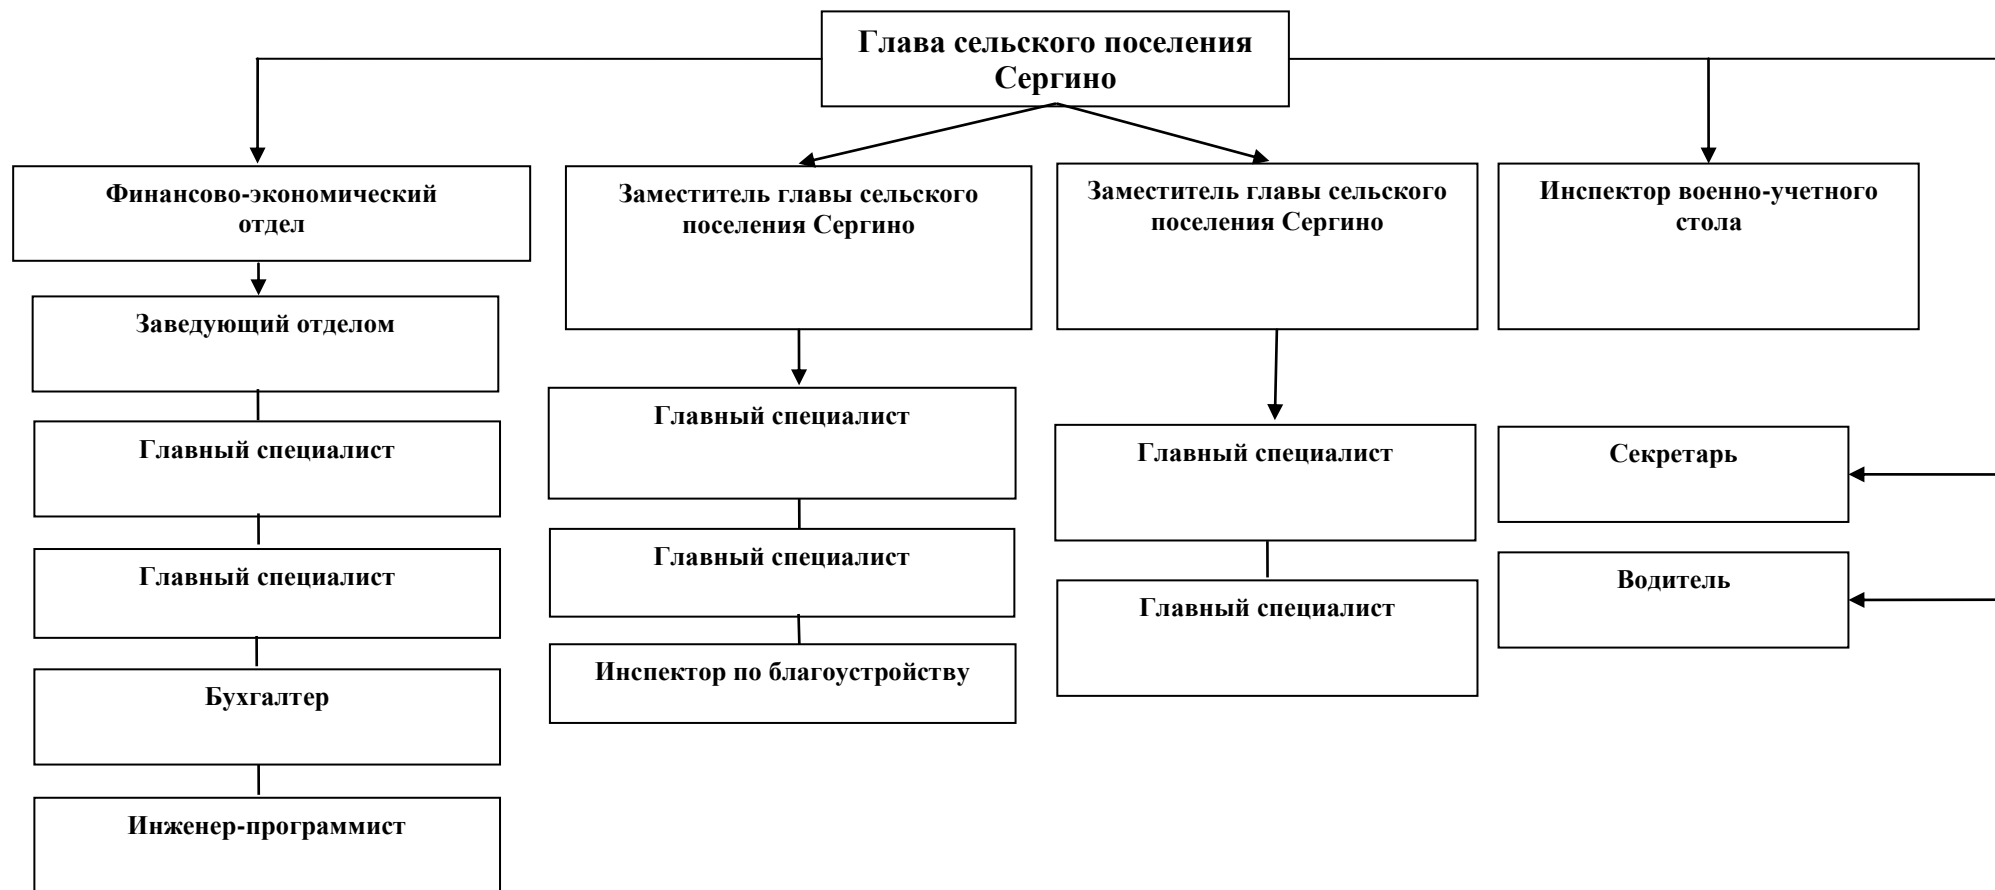 Глава сельского поселения
Сергино
Финансово-экономический
отдел
Заместитель главы сельского
поселения Сергино
Заместитель главы сельского
поселения Сергино
Инспектор военно-учетного
стола
Заведующий отделом
Главный специалист
Главный специалист
Бухгалтер
Инженер-программист
Главный специалист
Главный специалист
Инспектор по благоустройству
Главный специалист
Главный специалист
Секретарь
Водитель